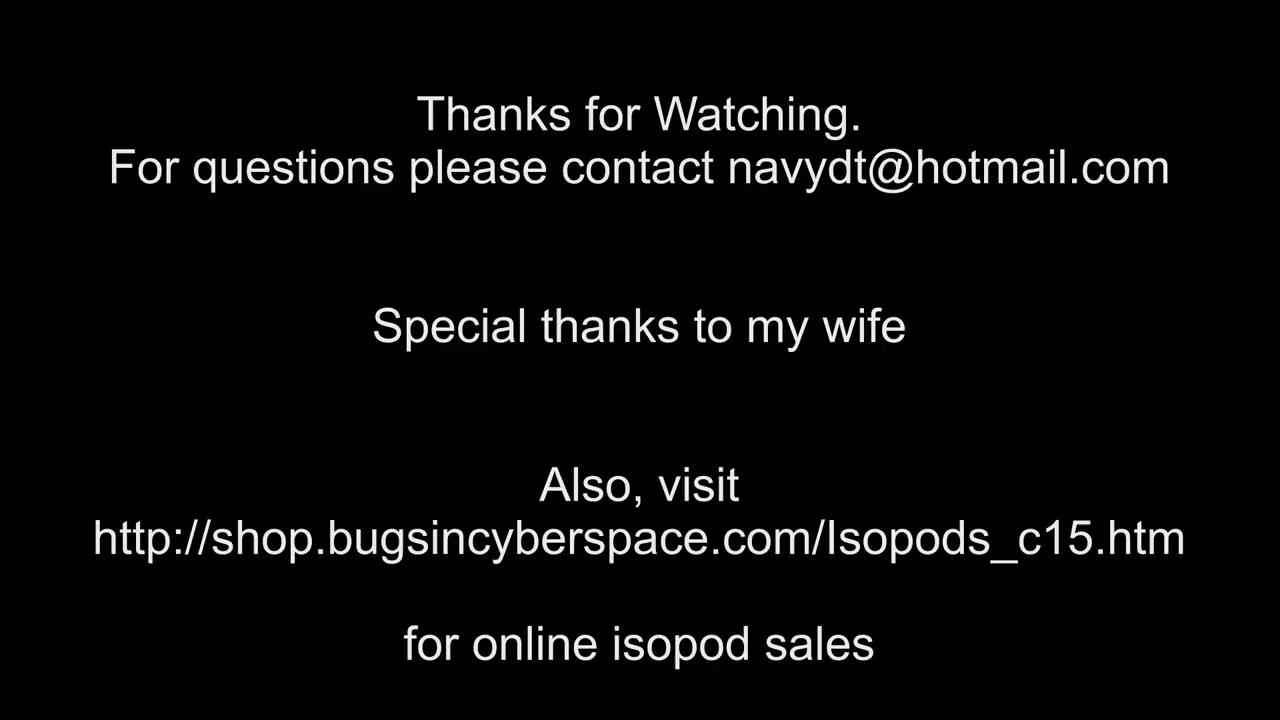 Thanks for Watching.
For questions please contact navydt@hotmail.com
Special thanks to my wife
Also, visit
http://shop.bugsincyberspace.com/Isopods_c15.htm
for online isopod sales